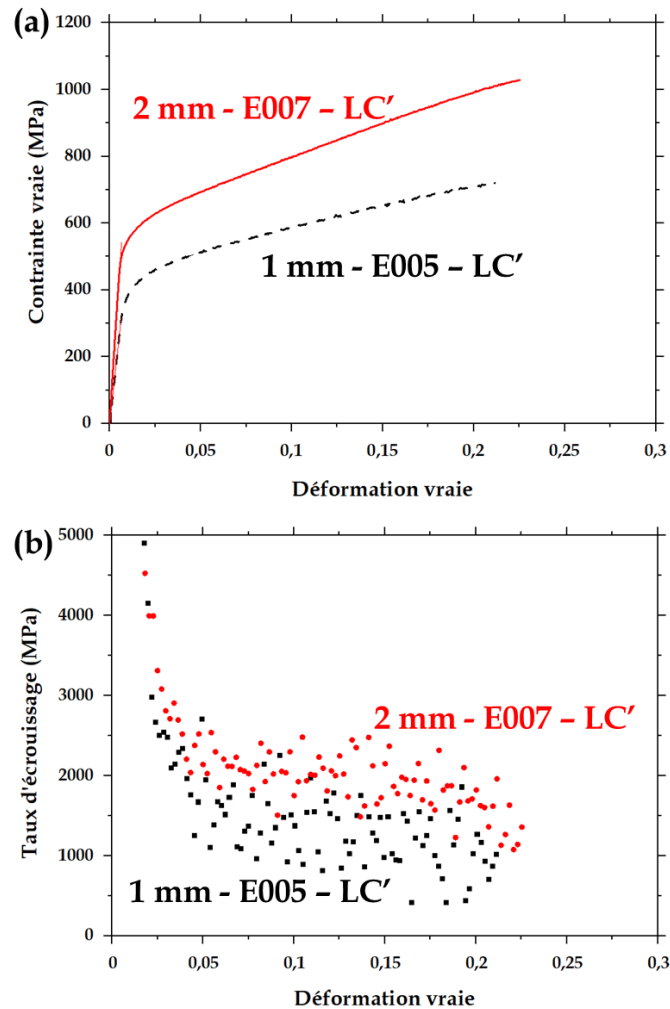 (a)
1200
1000
800
600
400
200
0
Contrainte vraie (MPa)
2 mm - E007 – LC’
1 mm - E005 – LC’
0 0,05 0,1 0,15 0,2 0,25 0,3
Déformation vraie
(b)
5000
4000
3000
2000
1000
0
Taux d'écrouissage (MPa)
2 mm - E007 – LC’
1 mm - E005 – LC’
0 0,05 0,1 0,15 0,2 0,25 0,3
Déformation vraie